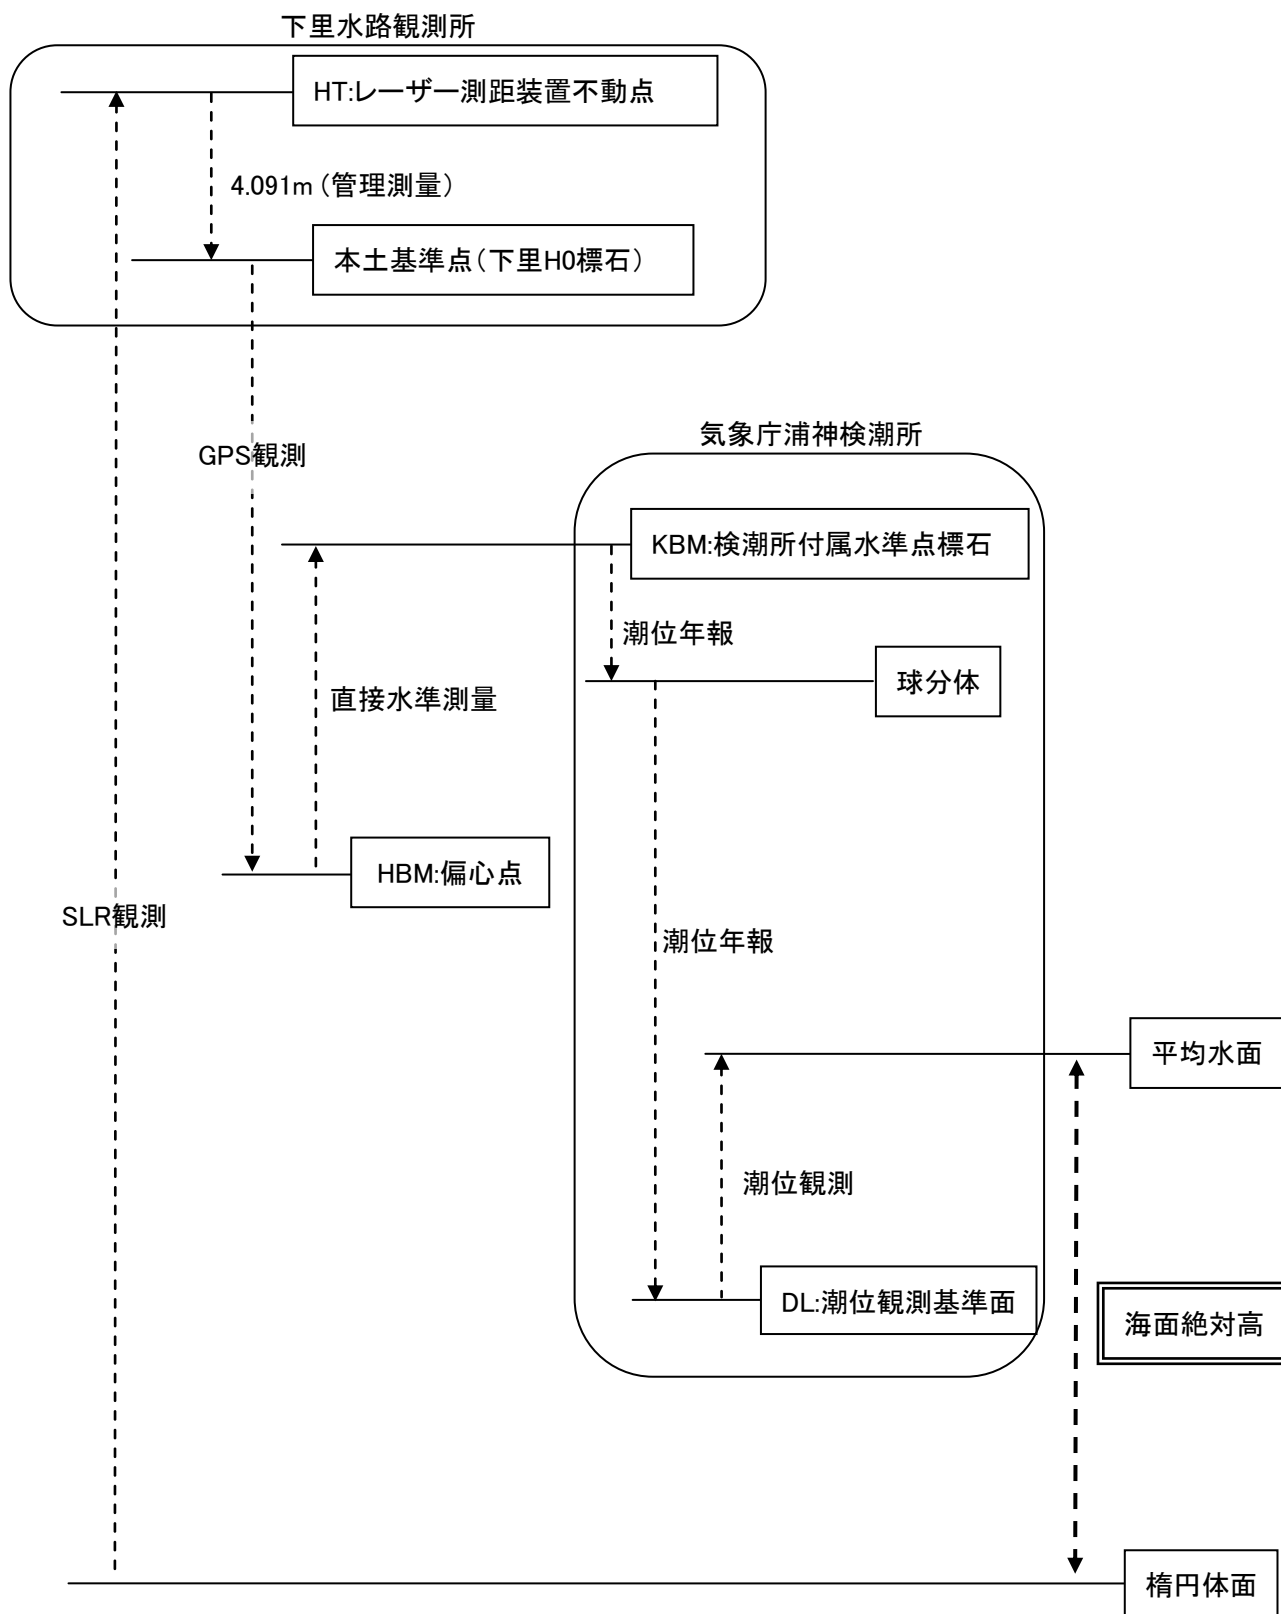 下里水路観測所
HT:レーザー測距装置不動点
4.091m（管理測量）
本土基準点（下里H0標石）
GPS観測
気象庁浦神検潮所
KBM:検潮所付属水準点標石
潮位年報
球分体
直接水準測量
HBM:偏心点
SLR観測
潮位年報
平均水面
潮位観測
DL:潮位観測基準面
海面絶対高
楕円体面